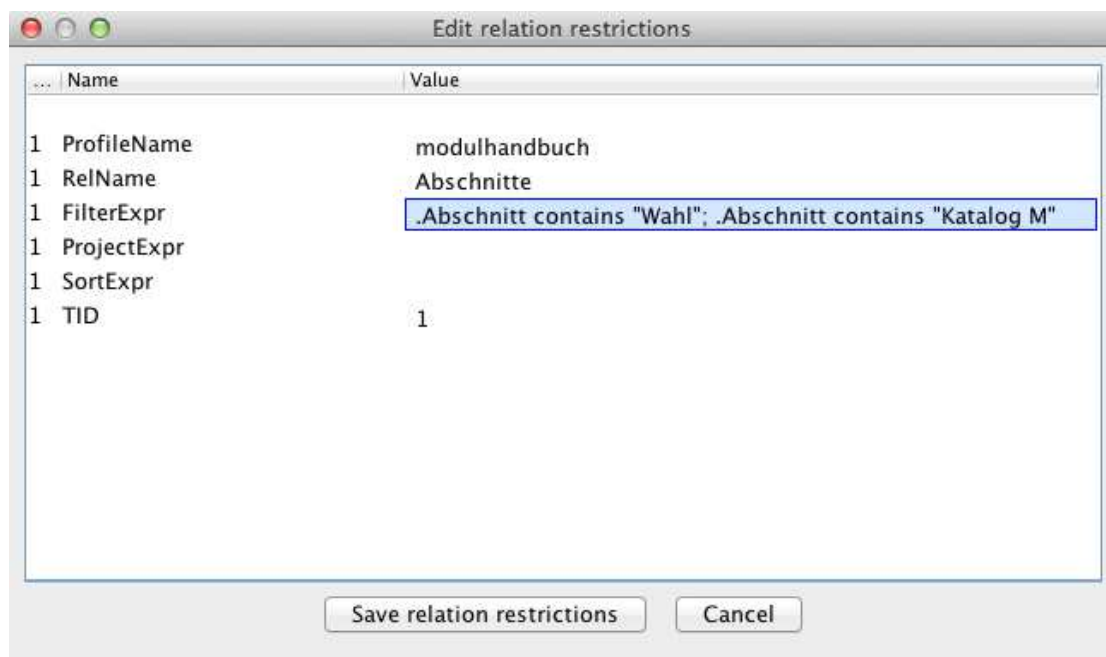 Edit relation restrictions
... Name Value
1 ProfileName modulhandbuch
1 RelName Abschnitte
1 FilterExpr .Abschnitt contains "Wahl"; .Abschnitt contains "Katalog M"
1 ProjectExpr
1 SortExpr
1 TID 1
Save relation restrictions Cancel